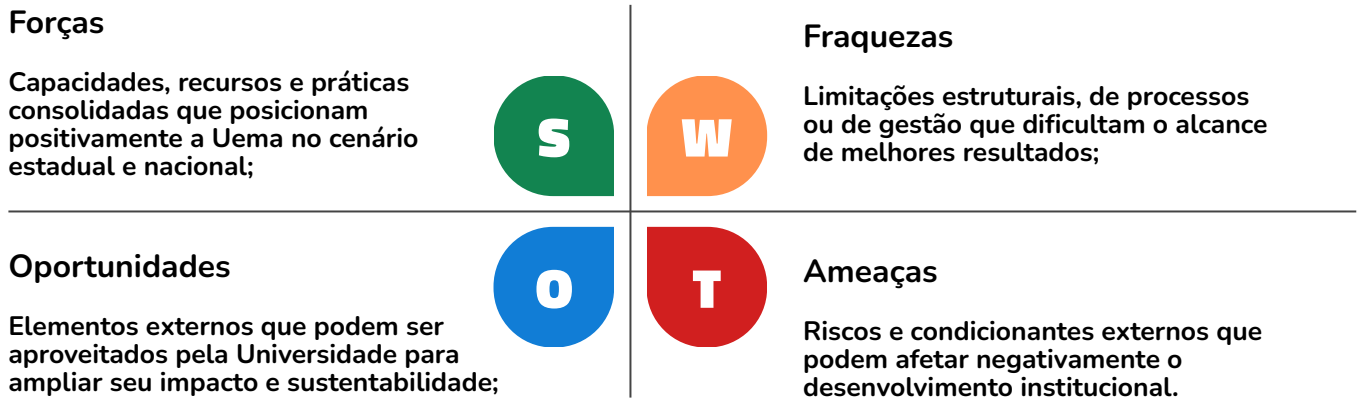 Forças
Capacidades, recursos e práticas
consolidadas que posicionam
positivamente a Uema no cenário
estadual e nacional;
S
W
Fraquezas
Limitações estruturais, de processos
ou de gestão que dificultam o alcance
de melhores resultados;
Oportunidades
Elementos externos que podem ser
aproveitados pela Universidade para
ampliar seu impacto e sustentabilidade;
O
T
Ameaças
Riscos e condicionantes externos que
podem afetar negativamente o
desenvolvimento institucional.